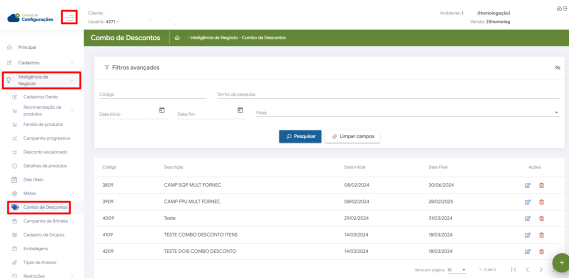 Central de
Configurações
Cliente:
Usuário: 4271 -
Ambiente: 1 (Homologação)
Versão: 25homolog
Combo de Descontos
- Inteligência de Negócio - Combo de Descontos
Principal
Cadastros
Inteligência de
Negócio
Cadastros Gerais
Recomendação de
produtos
Família de produtos
Campanha progressiva
Desconto escalonado
Detalhes de produtos
Dias Úteis
Metas
Combo de Descontos
Campanha de Brindes
Cadastro de Grupos
Embalagens
Tipos de Anexos
Restrições
Filtros avançados
Código
Termo de pesquisa
Data Início
Data Fim
Filiais
Pesquisar
Limpar campos
Código Descrição Data Inicial Data Final Ações
3809 CAMP SQP MULT FORNEC 08/02/2024 30/06/2024
3909 CAMP FPU MULT FORNEC 08/02/2024 28/02/2025
4009 Teste 29/02/2024 31/03/2024
4109 TESTE COMBO DESCONTO ITENS 14/03/2024 18/03/2024
4209 TESTE DOIS COMBO DESCONTO 14/03/2024 18/03/2024
Itens por página 10